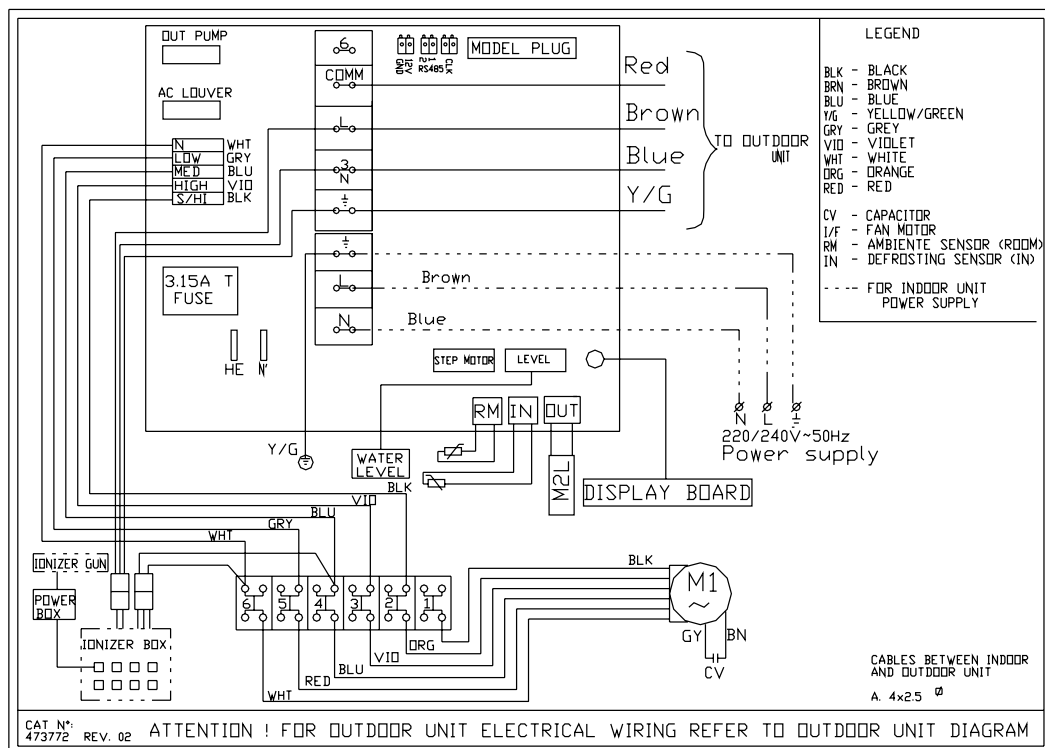 OUT PUMP
AC LOUVER
N WHT
LOW GRY
MED BLU
HIGH VIO
S/HI BLK
3.15A T
FUSE
HE N'
6
COMM
L
3
N
L
N
GND
12V
2
1
RS485
CLK
MODEL PLUG
Red
Brown
Blue
Y/G
TO OUTDOOR
UNIT
Brown
Blue
STEP MOTOR
LEVEL
RM
IN
OUT
Y/G
WATER
LEVEL
M2L
DISPLAY BOARD
N L
220/240V~50Hz
Power supply
LEGEND
BLK - BLACK
BRN - BROWN
BLU - BLUE
Y/G - YELLOW/GREEN
GRY - GREY
VIO - VIOLET
WHT - WHITE
ORG - ORANGE
RED - RED
CV - CAPACITOR
I/F - FAN MOTOR
RM - AMBIENTE SENSOR (ROOM)
IN - DEFROSTING SENSOR (IN)
---- FOR INDOOR UNIT
POWER SUPPLY
BLK
VIO
BLU
GRY
WHT
IONIZER GUN
POWER
BOX
IONIZER BOX
6 5 4 3 2 1
ORG
VIO
BLU
RED
WHT
BLK
M1
~
GY BN
CV
CABLES BETWEEN INDOOR
AND OUTDOOR UNIT
A. 4x2.5 Ø
CAT N°:
473772 REV. 02
ATTENTION ! FOR OUTDOOR UNIT ELECTRICAL WIRING REFER TO OUTDOOR UNIT DIAGRAM